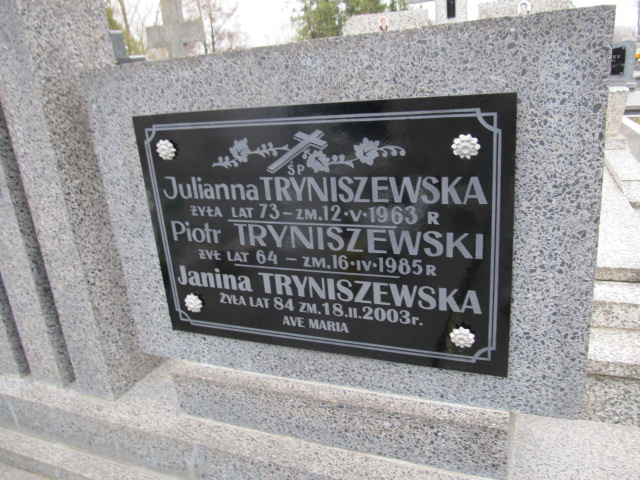 ŚP
Julianna TRYNISZEWSKA
ŻYŁA LAT 73 - ZM. 12·V·1963 R
Piotr TRYNISZEWSKI
ŻYŁ LAT 64 - ZM. 16·IV·1985 R
Janina TRYNISZEWSKA
ŻYŁA LAT 84 ZM. 18.II.2003r.
AVE MARIA